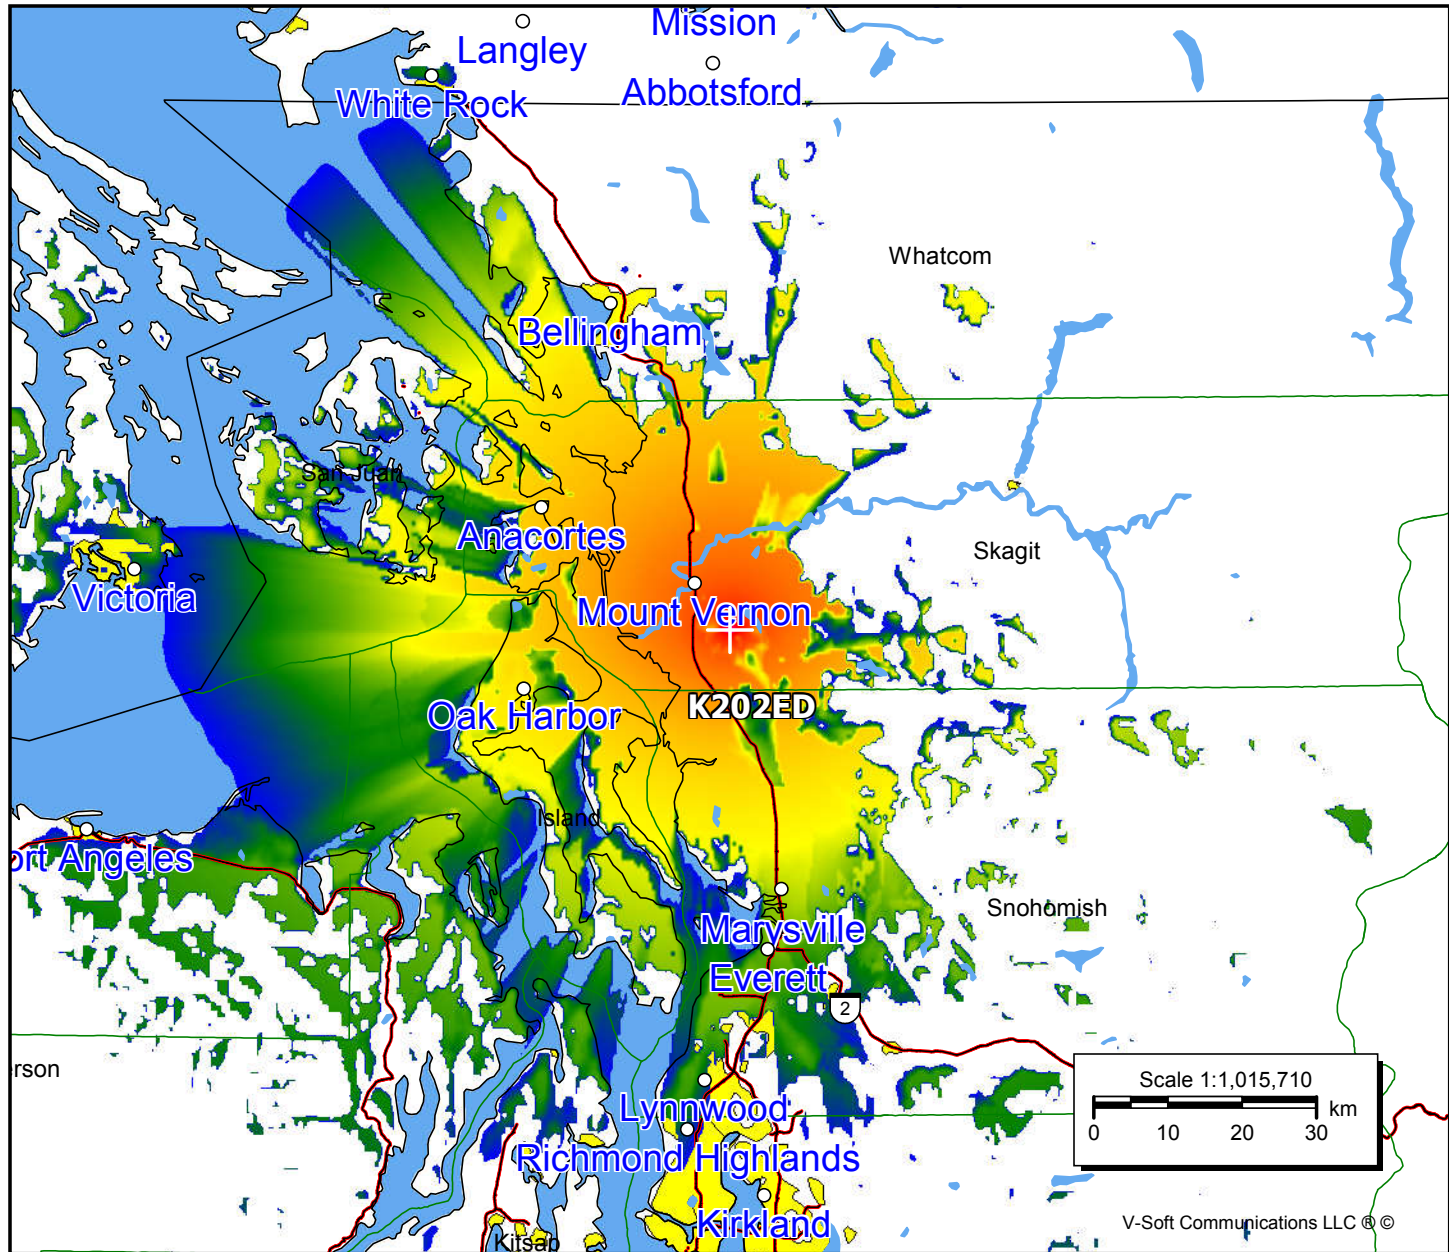 Mission
Langley
Abbotsford
White Rock
Whatcom
Bellingham
San Juan
Anacortes
Skagit
Victoria
Mount Vernon
K202ED
Oak Harbor
Island
ort Angeles
Snohomish
Marysville
Everett
2
erson
Scale 1:1,015,710
km
0 10 20 30
Lynnwood
Richmond Highlands
Kirkland
V-Soft Communications LLC ® ©
Kitsap